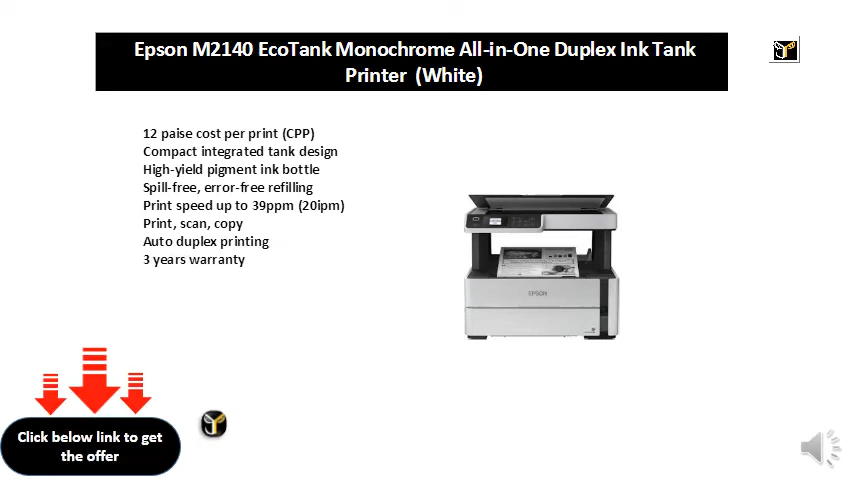 Epson M2140 EcoTank Monochrome All-in-One Duplex Ink Tank
Printer (White)
12 paise cost per print (CPP)
Compact integrated tank design
High-yield pigment ink bottle
Spill-free, error-free refilling
Print speed up to 39ppm (20ipm)
Print, scan, copy
Auto duplex printing
3 years warranty
EPSON
Click below link to get
the offer